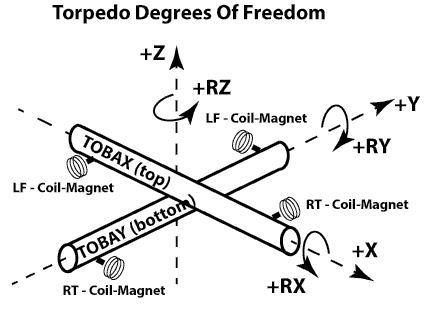 Torpedo Degrees Of Freedom
+Z
+RZ
LF - Coil-Magnet
+Y
+RY
TOBAX (top)
LF - Coil-Magnet
RT - Coil-Magnet
TOBAY (bottom)
+X
RT - Coil-Magnet
+RX